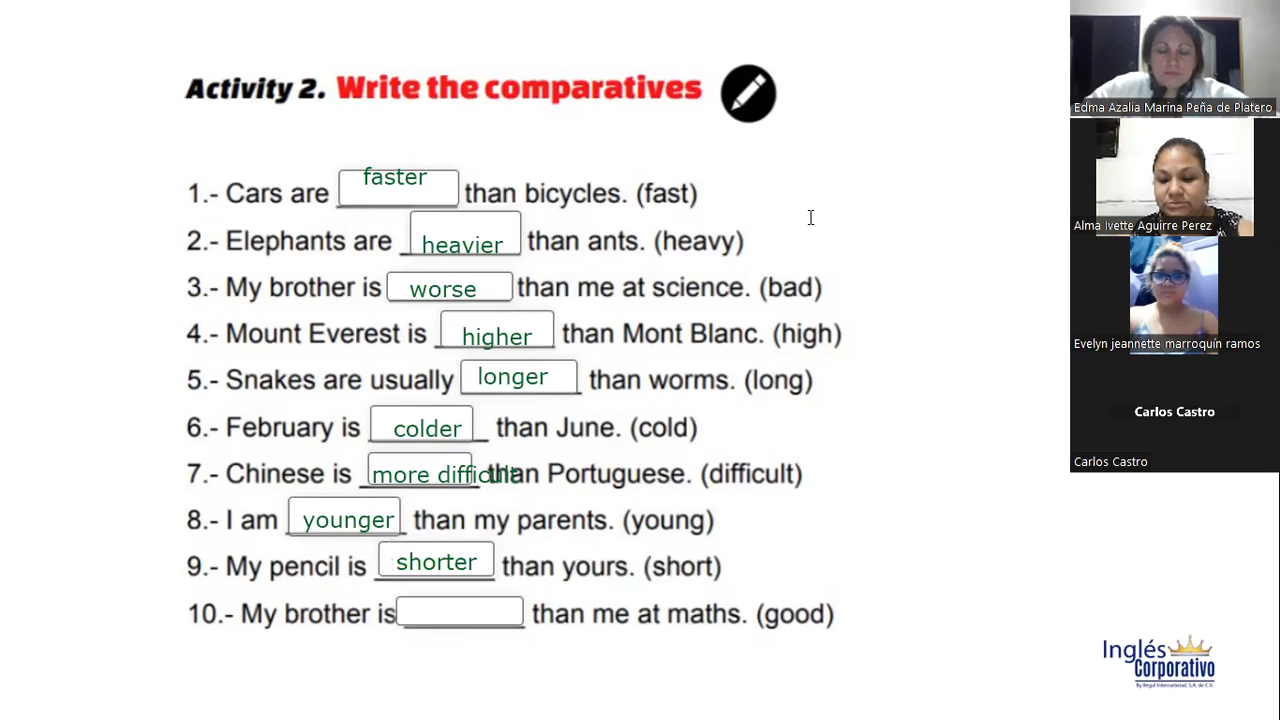 Activity 2. Write the comparatives
1.- Cars are faster than bicycles. (fast)
2.- Elephants are heavier than ants. (heavy)
3.- My brother is worse than me at science. (bad)
4.- Mount Everest is higher than Mont Blanc. (high)
5.- Snakes are usually longer than worms. (long)
6.- February is colder than June. (cold)
7.- Chinese is more difficult than Portuguese. (difficult)
8.- I am younger than my parents. (young)
9.- My pencil is shorter than yours. (short)
10.- My brother is than me at maths. (good)
Edma Azalia Marina Peña de Platero
Alma Ivette Aguirre Perez
Evelyn jeannette marroquín ramos
Carlos Castro
Carlos Castro
Inglés
Corporativo
By Regal International, S.A. de C.V.